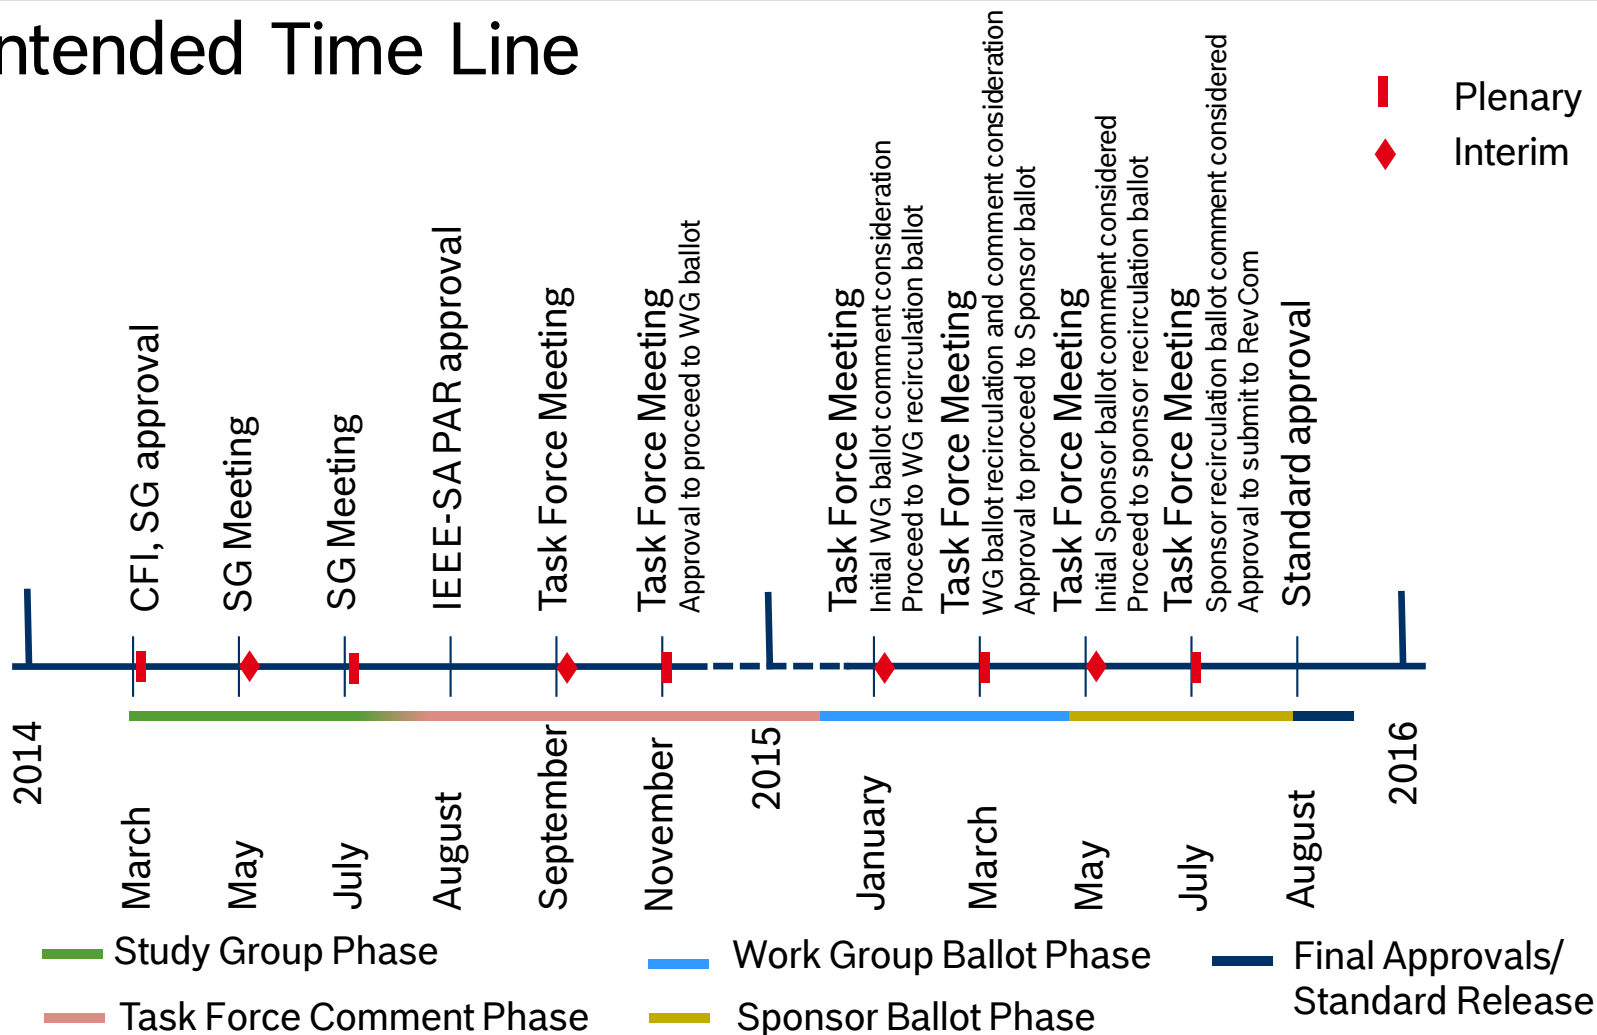 ntended Time Line
Plenary
Interim
CFI, SG approval
SG Meeting
SG Meeting
IEEE-SA PAR approval
Task Force Meeting
Task Force Meeting
Approval to proceed to WG ballot
Task Force Meeting
Initial WG ballot comment consideration
Proceed to WG recirculation ballot
Task Force Meeting
WG ballot recirculation and comment consideration
Approval to proceed to Sponsor ballot
Task Force Meeting
Initial Sponsor ballot comment considered
Proceed to sponsor recirculation ballot
Task Force Meeting
Sponsor recirculation ballot comment considered
Approval to submit to RevCom
Standard approval
2014
March
May
July
August
September
November
2015
January
March
May
July
August
2016
Study Group Phase
Task Force Comment Phase
Work Group Ballot Phase
Sponsor Ballot Phase
Final Approvals/
Standard Release